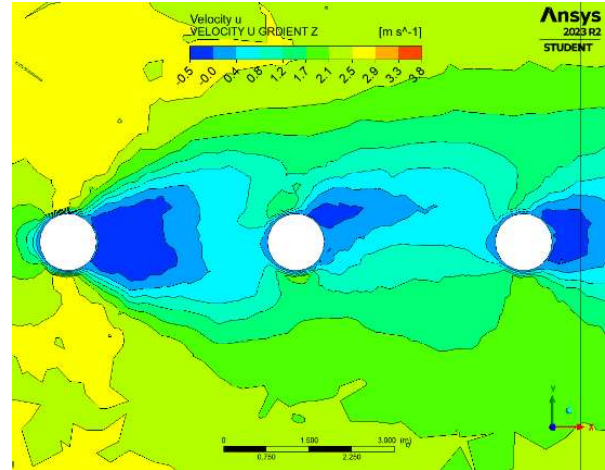 Velocity u
VELOCITY U GRDIENT Z
[m s^-1]
-0.5 -0.0 0.4 0.8 1.2 1.7 2.1 2.5 2.9 3.3 3.8
Ansys
2023 R2
STUDENT
0 1.500 3.000 (m)
0.750 2.250
Y
X